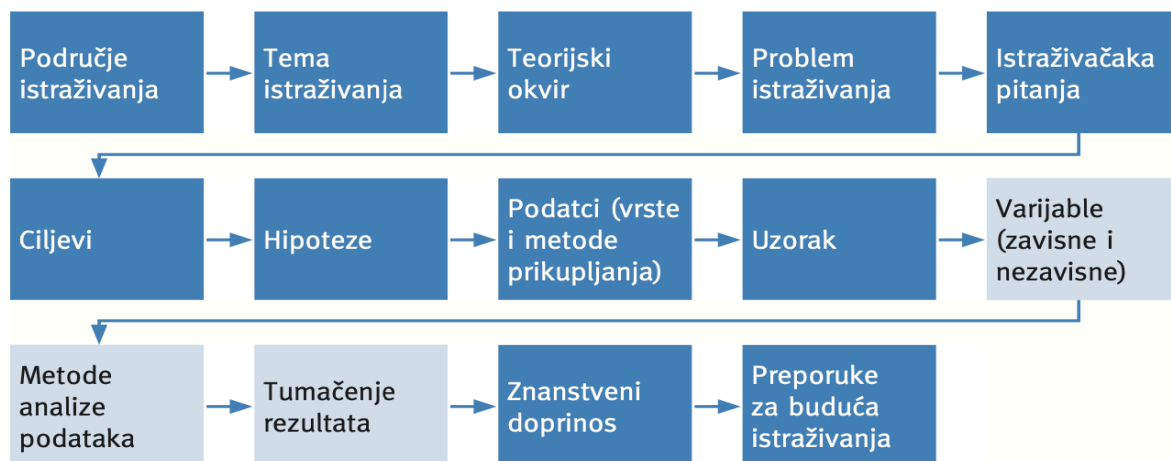 Područje
istraživanja
Tema
istraživanja
Teorijski
okvir
Problem
istraživanja
Istraživačaka
pitanja
Ciljevi
Hipoteze
Podatci (vrste
i metode
prikupljanja)
Uzorak
Varijable
(zavisne i
nezavisne)
Metode
analize
podataka
Tumačenje
rezultata
Znanstveni
doprinos
Preporuke
za buduća
istraživanja